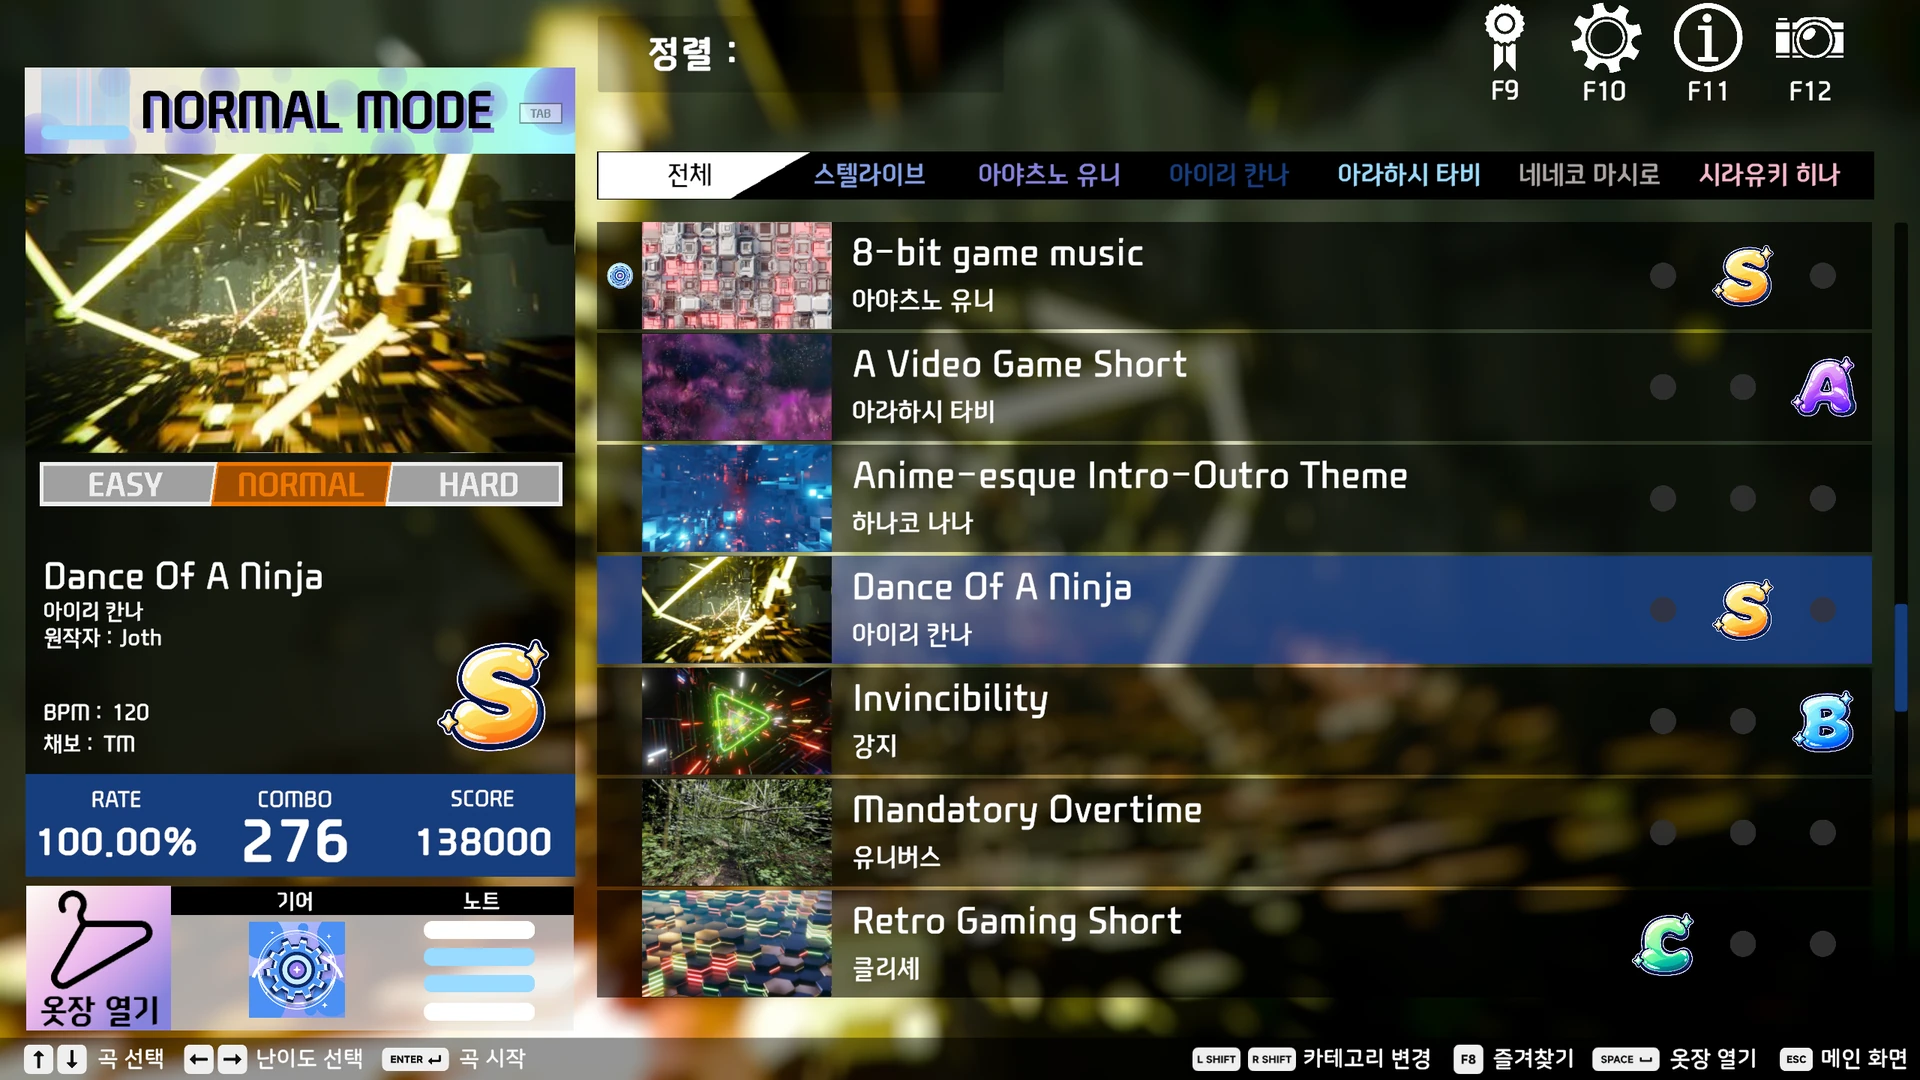 NORMAL MODE
TAB
EASY
NORMAL
HARD
Dance Of A Ninja
아이리 칸나
원작자 : Joth
S
BPM : 120
채보 : TM
RATE
COMBO
SCORE
100.00%
276
138000
옷장 열기
기어
노트
정렬 :
F9
F10
F11
F12
전체
스텔라이브
아야츠노 유니
아이리 칸나
아라하시 타비
네네코 마시로
시라유키 히나
8-bit game music
아야츠노 유니
S
A Video Game Short
아라하시 타비
A
Anime-esque Intro-Outro Theme
하나코 나나
Dance Of A Ninja
아이리 칸나
S
Invincibility
강지
B
Mandatory Overtime
유니버스
Retro Gaming Short
클리셰
C
↑ ↓ 곡 선택
← → 난이도 선택
ENTER 곡 시작
L SHIFT R SHIFT 카테고리 변경
F8 즐겨찾기
SPACE 옷장 열기
ESC 메인 화면